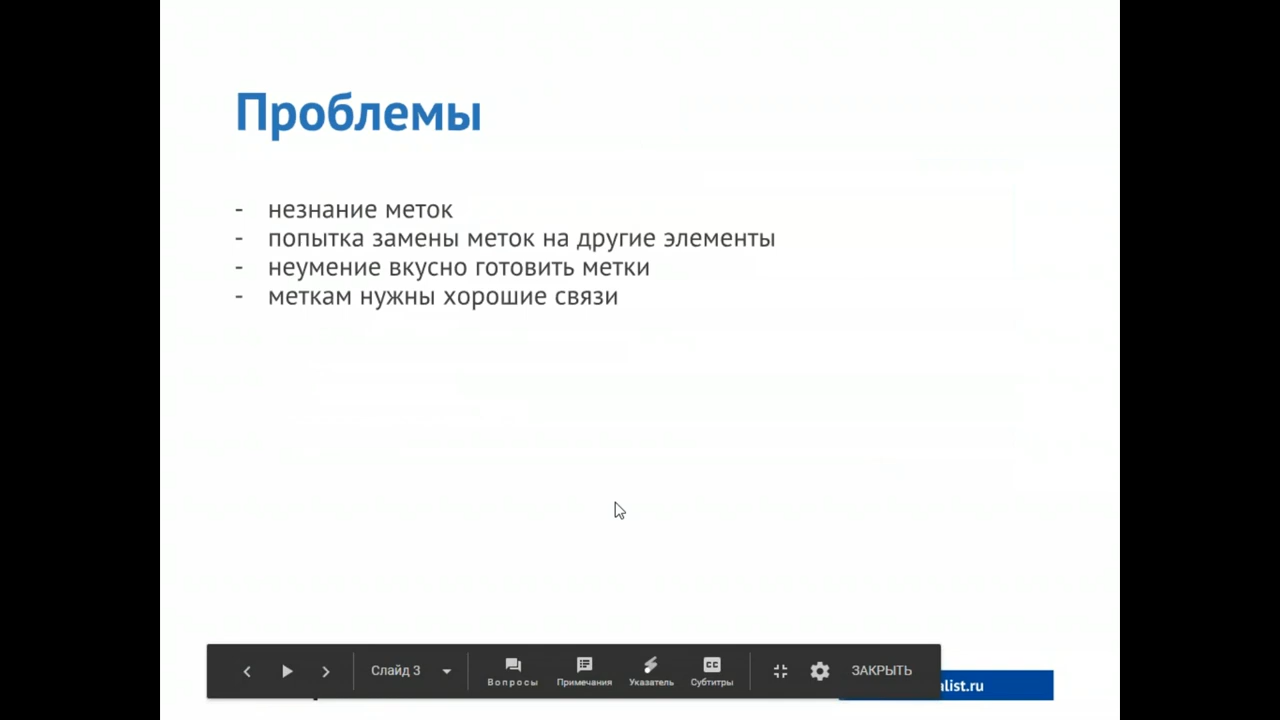 Проблемы
- незнание меток
- попытка замены меток на другие элементы
- неумение вкусно готовить метки
- меткам нужны хорошие связи
Слайд 3
Вопросы
Примечания
Указатель
CC
Субтитры
ЗАКРЫТЬ
list.ru